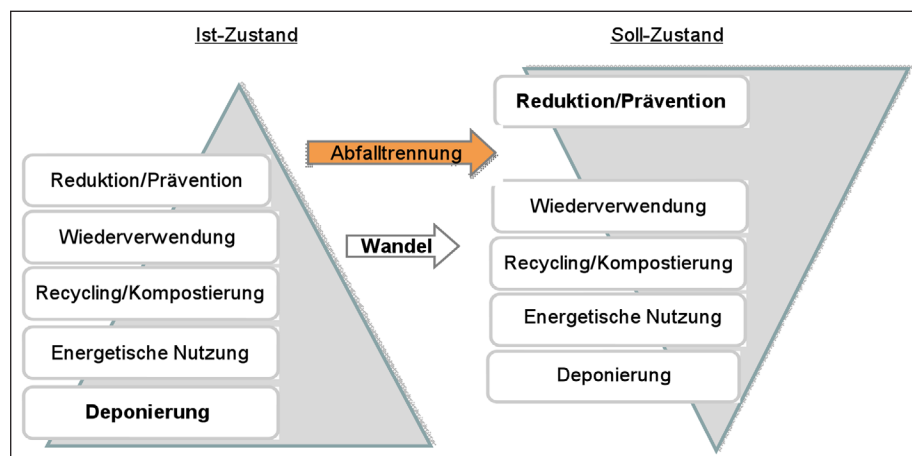 Ist-Zustand
Reduktion/Prävention
Wiederverwendung
Recycling/Kompostierung
Energetische Nutzung
Deponierung
Abfalltrennung
Wandel
Soll-Zustand
Reduktion/Prävention
Wiederverwendung
Recycling/Kompostierung
Energetische Nutzung
Deponierung